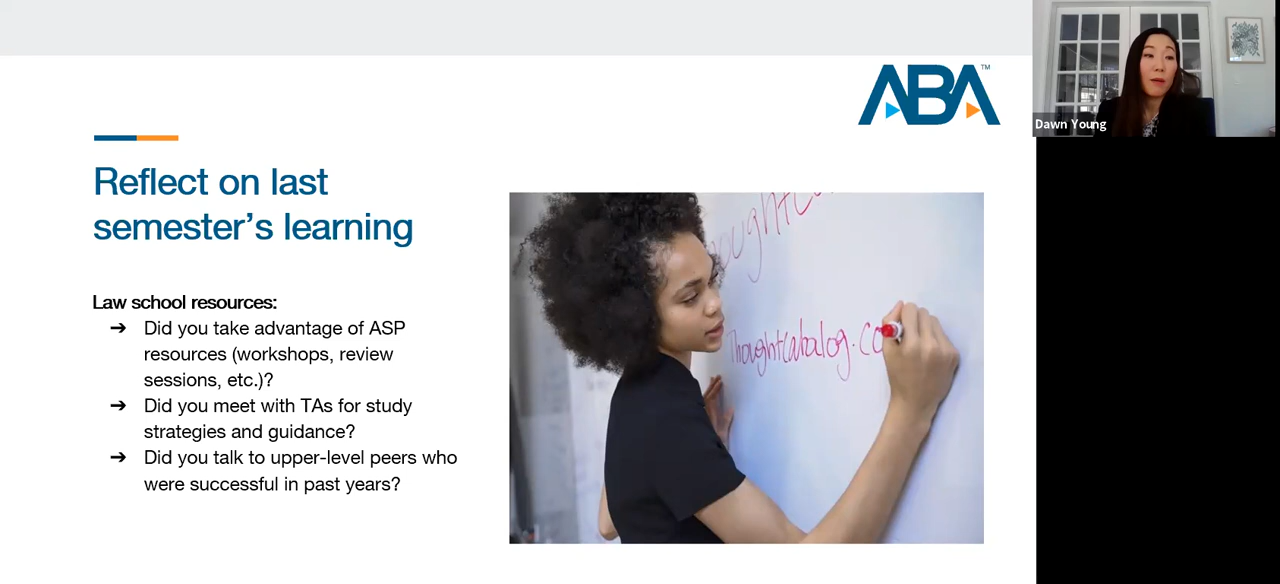 ABA™
Dawn Young
Reflect on last
semester's learning
Law school resources:
➔ Did you take advantage of ASP
resources (workshops, review
sessions, etc.)?
➔ Did you meet with TAs for study
strategies and guidance?
➔ Did you talk to upper-level peers who
were successful in past years?
ThoughtCatalog.co